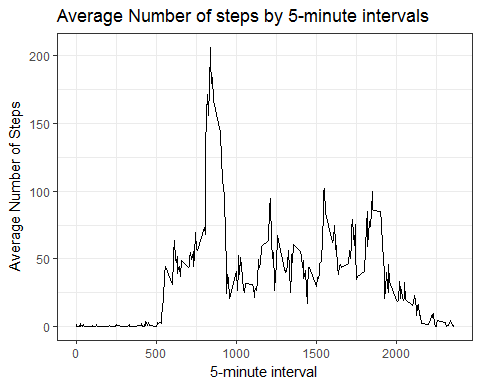 Average Number of steps by 5-minute intervals
Average Number of Steps
200
150
100
50
0
0 500 1000 1500 2000
5-minute interval